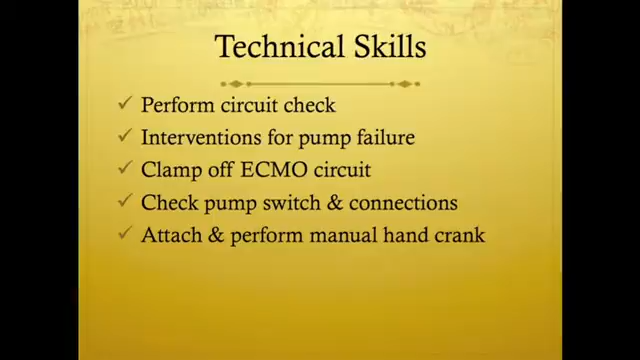 Technical Skills
Perform circuit check
Interventions for pump failure
Clamp off ECMO circuit
Check pump switch & connections
Attach & perform manual hand crank